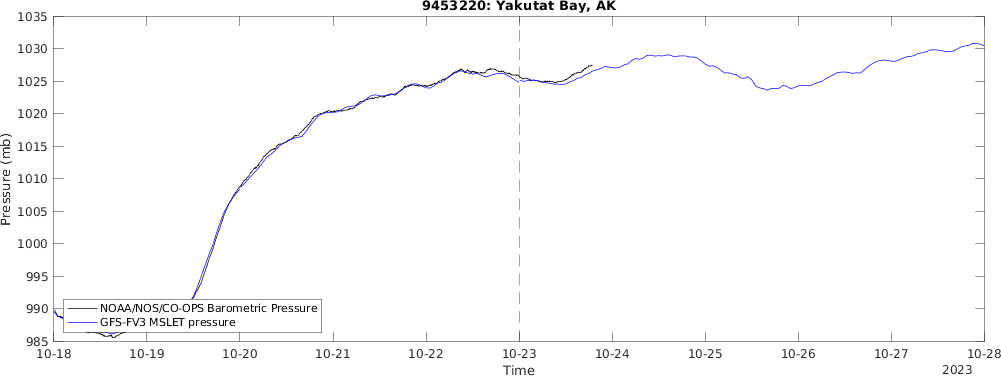 9453220: Yakutat Bay, AK
1035
1030
1025
1020
1015
1010
1005
1000
995
990
985
Pressure (mb)
NOAA/NOS/CO-OPS Barometric Pressure
GFS-FV3 MSLET pressure
10-18 10-19 10-20 10-21 10-22 10-23 10-24 10-25 10-26 10-27 10-28
Time
2023